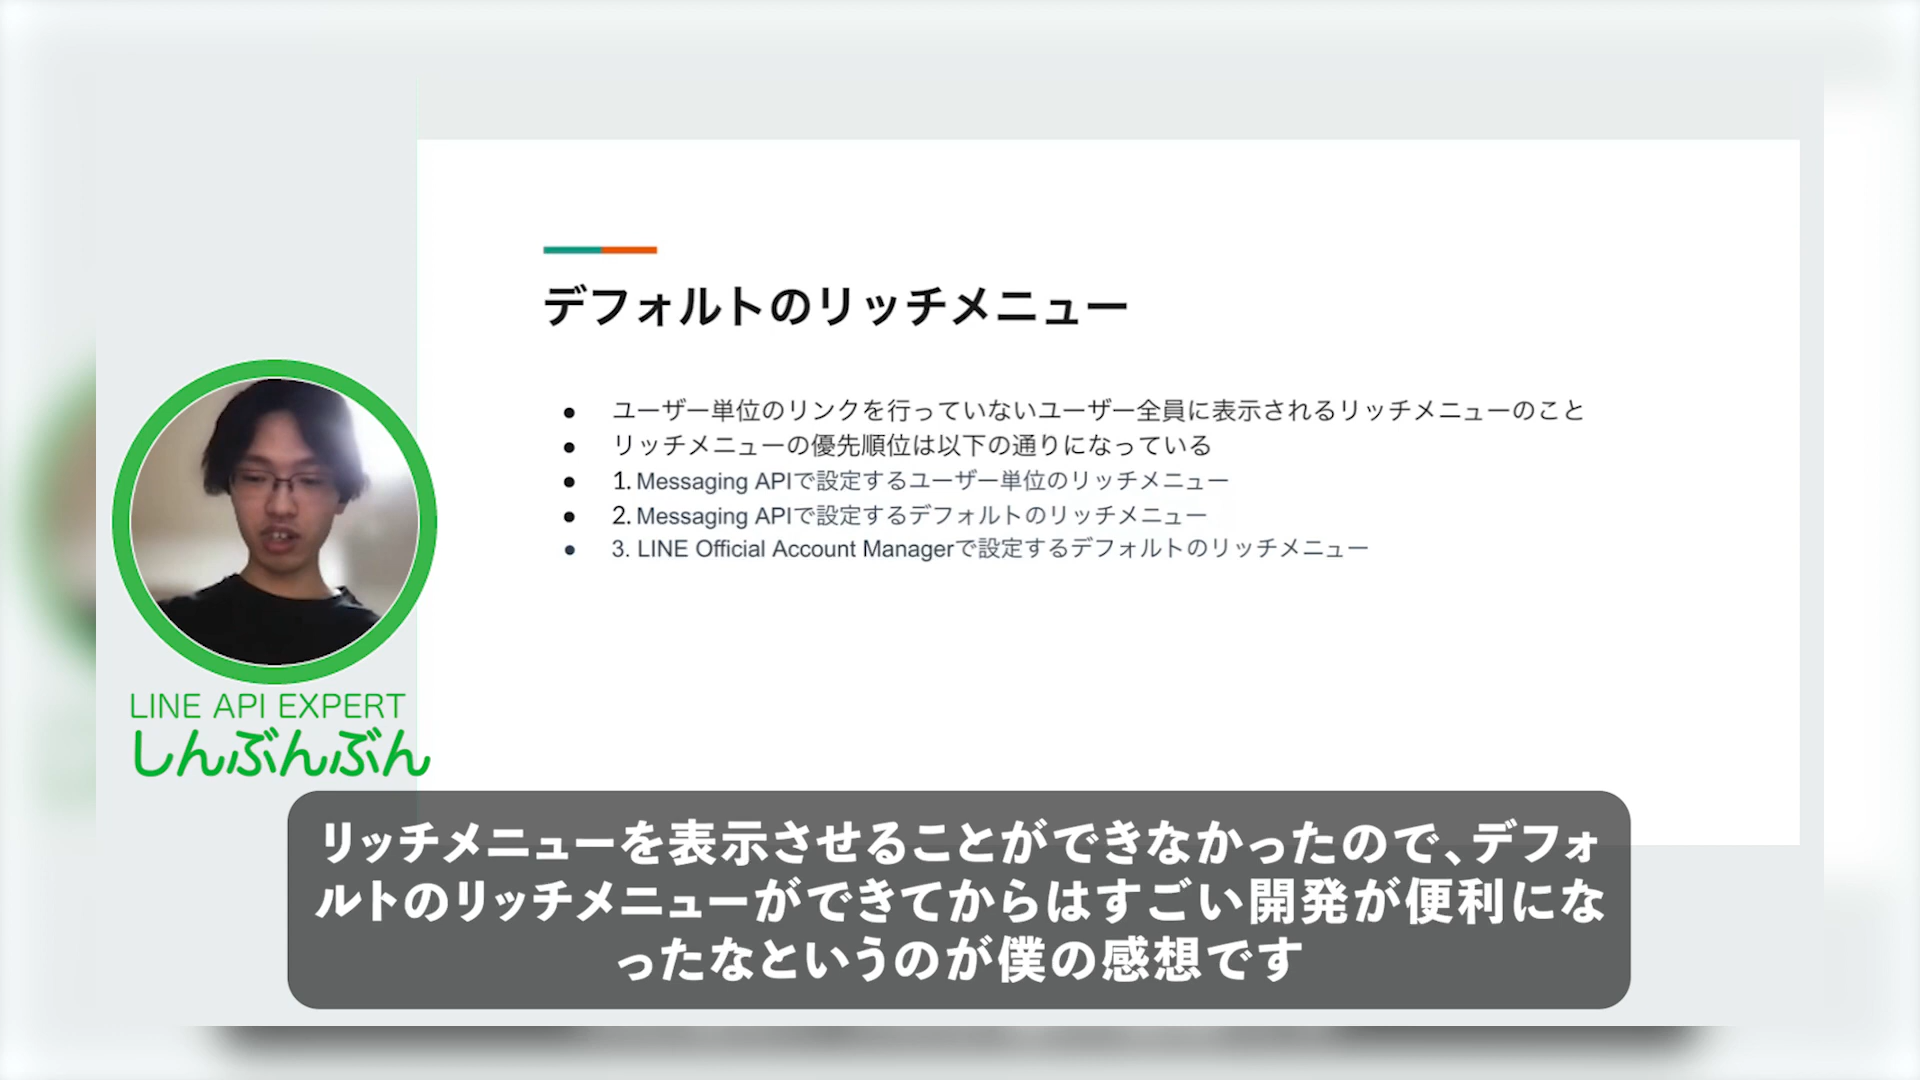 デフォルトのリッチメニュー
● ユーザー単位のリンクを行っていないユーザー全員に表示されるリッチメニューのこと
● リッチメニューの優先順位は以下の通りになっている
● 1. Messaging APIで設定するユーザー単位のリッチメニュー
● 2. Messaging APIで設定するデフォルトのリッチメニュー
● 3. LINE Official Account Managerで設定するデフォルトのリッチメニュー
LINE API EXPERT
しんぶんぶん
リッチメニューを表示させることができなかったので、デフォ
ルトのリッチメニューができてからはすごい開発が便利にな
ったなというのが僕の感想です